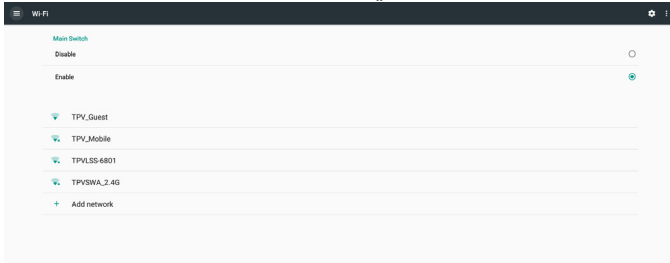 Wi-Fi
Main Switch
Disable
Enable
TPV_Guest
TPV_Mobile
TPVLSS-6801
TPVSWA_2.4G
+ Add network